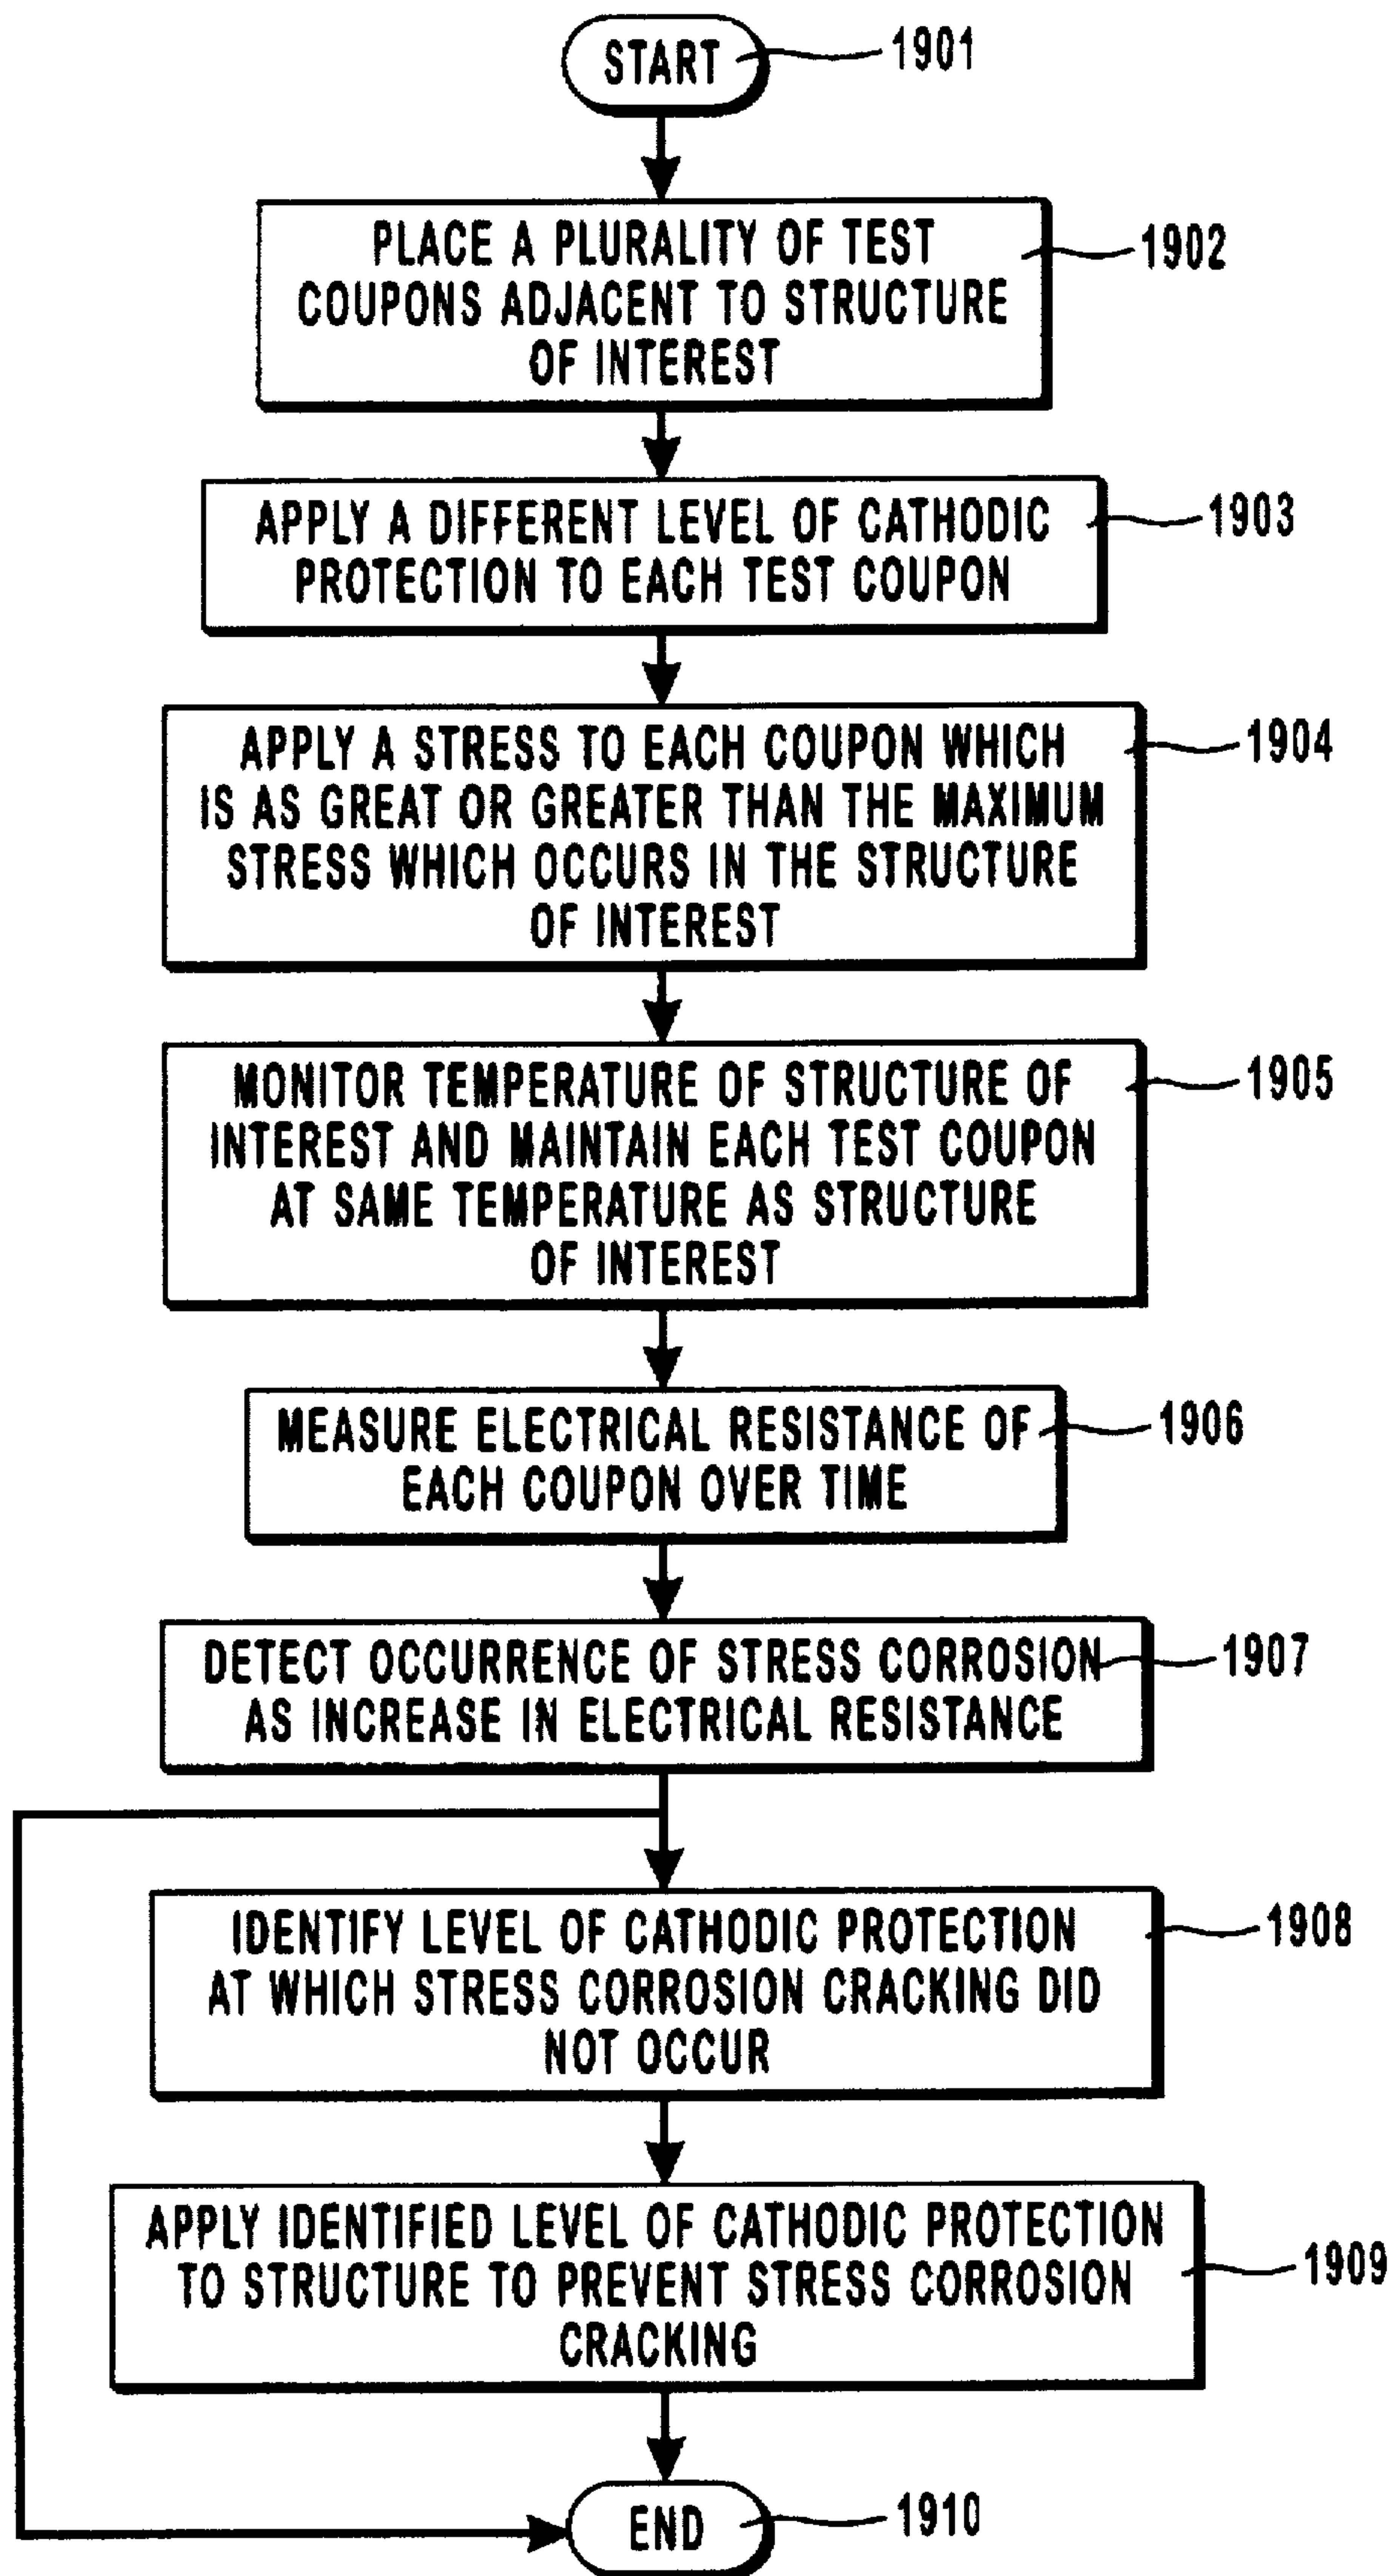 START
1901
PLACE A PLURALITY OF TEST
COUPONS ADJACENT TO STRUCTURE
OF INTEREST
1902
APPLY A DIFFERENT LEVEL OF CATHODIC
PROTECTION TO EACH TEST COUPON
1903
APPLY A STRESS TO EACH COUPON WHICH
IS AS GREAT OR GREATER THAN THE MAXIMUM
STRESS WHICH OCCURS IN THE STRUCTURE
OF INTEREST
1904
MONITOR TEMPERATURE OF STRUCTURE OF
INTEREST AND MAINTAIN EACH TEST COUPON
AT SAME TEMPERATURE AS STRUCTURE
OF INTEREST
1905
MEASURE ELECTRICAL RESISTANCE OF
EACH COUPON OVER TIME
1906
DETECT OCCURRENCE OF STRESS CORROSION
AS INCREASE IN ELECTRICAL RESISTANCE
1907
IDENTIFY LEVEL OF CATHODIC PROTECTION
AT WHICH STRESS CORROSION CRACKING DID
NOT OCCUR
1908
APPLY IDENTIFIED LEVEL OF CATHODIC PROTECTION
TO STRUCTURE TO PREVENT STRESS CORROSION
CRACKING
1909
END
1910